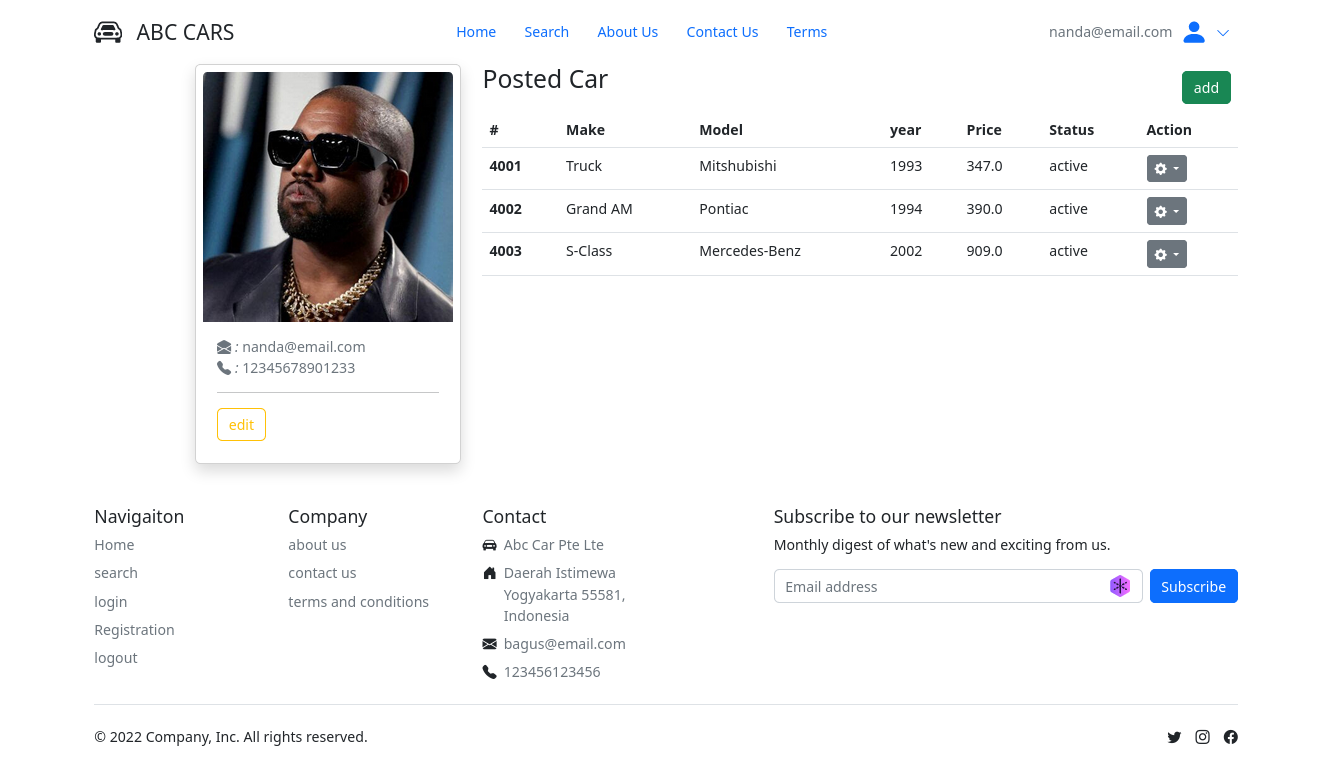 ABC CARS
Home Search About Us Contact Us Terms
nanda@email.com
: nanda@email.com
: 12345678901233
edit
Posted Car
add
# Make Model year Price Status Action
4001 Truck Mitshubishi 1993 347.0 active
4002 Grand AM Pontiac 1994 390.0 active
4003 S-Class Mercedes-Benz 2002 909.0 active
Navigaiton
Home
search
login
Registration
logout
Company
about us
contact us
terms and conditions
Contact
Abc Car Pte Lte
Daerah Istimewa
Yogyakarta 55581,
Indonesia
bagus@email.com
123456123456
Subscribe to our newsletter
Monthly digest of what's new and exciting from us.
Email address
Subscribe
© 2022 Company, Inc. All rights reserved.